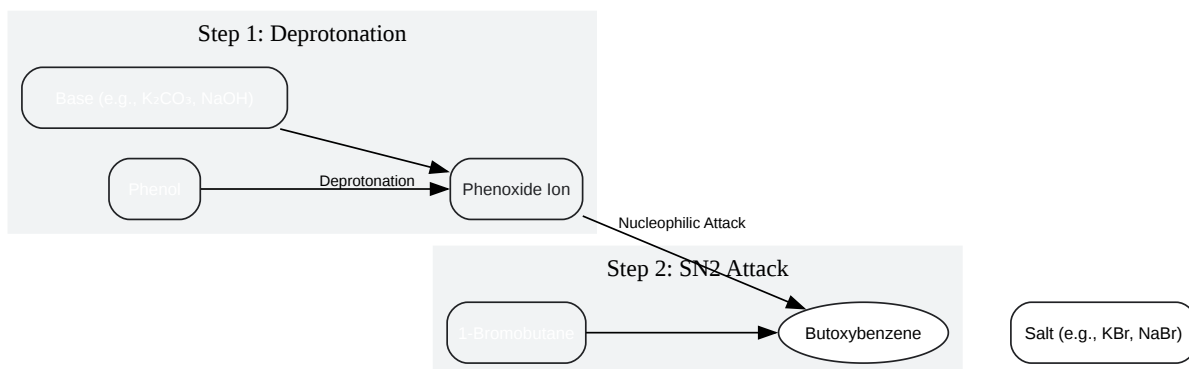 Step 1: Deprotonation
Base (e.g., K₂CO₃, NaOH)
Phenol
Deprotonation
Phenoxide Ion
Nucleophilic Attack
Step 2: SN2 Attack
1-Bromobutane
Butoxybenzene
Salt (e.g., KBr, NaBr)